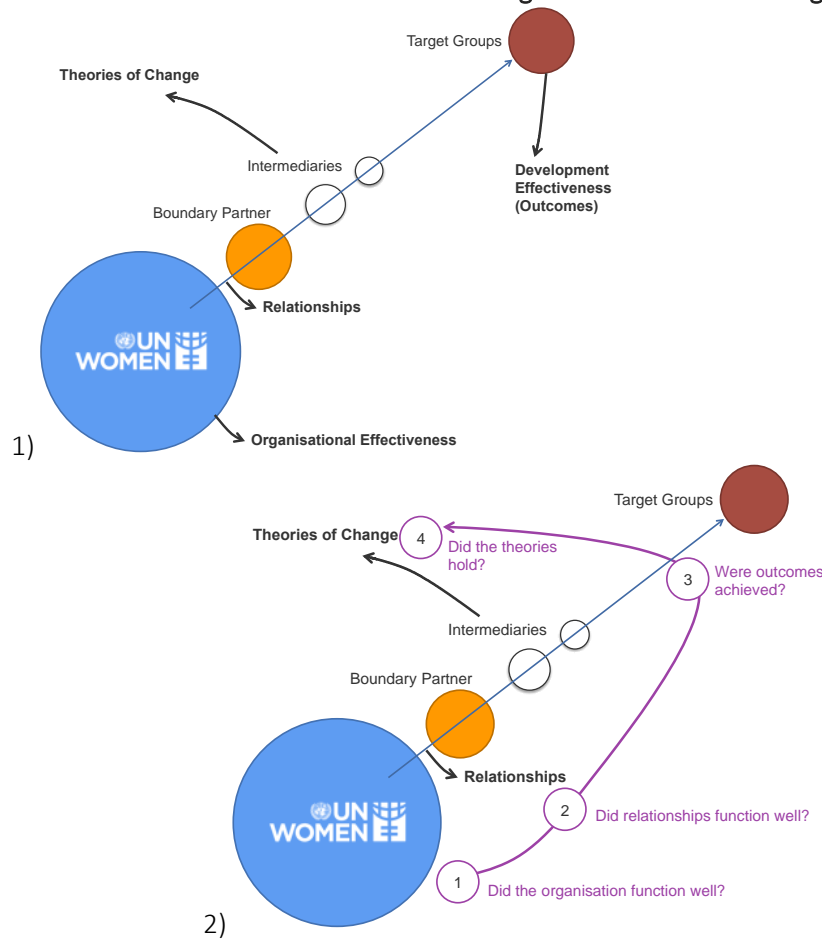 Target Groups
Theories of Change
Intermediaries
Development
Effectiveness
(Outcomes)
Boundary Partner
Relationships
UN
WOMEN
Organisational Effectiveness
1)
Target Groups
Theories of Change
4
Did the theories
hold?
3
Were outcomes
achieved?
Intermediaries
Boundary Partner
Relationships
2
Did relationships function well?
UN
WOMEN
1
Did the organisation function well?
2)